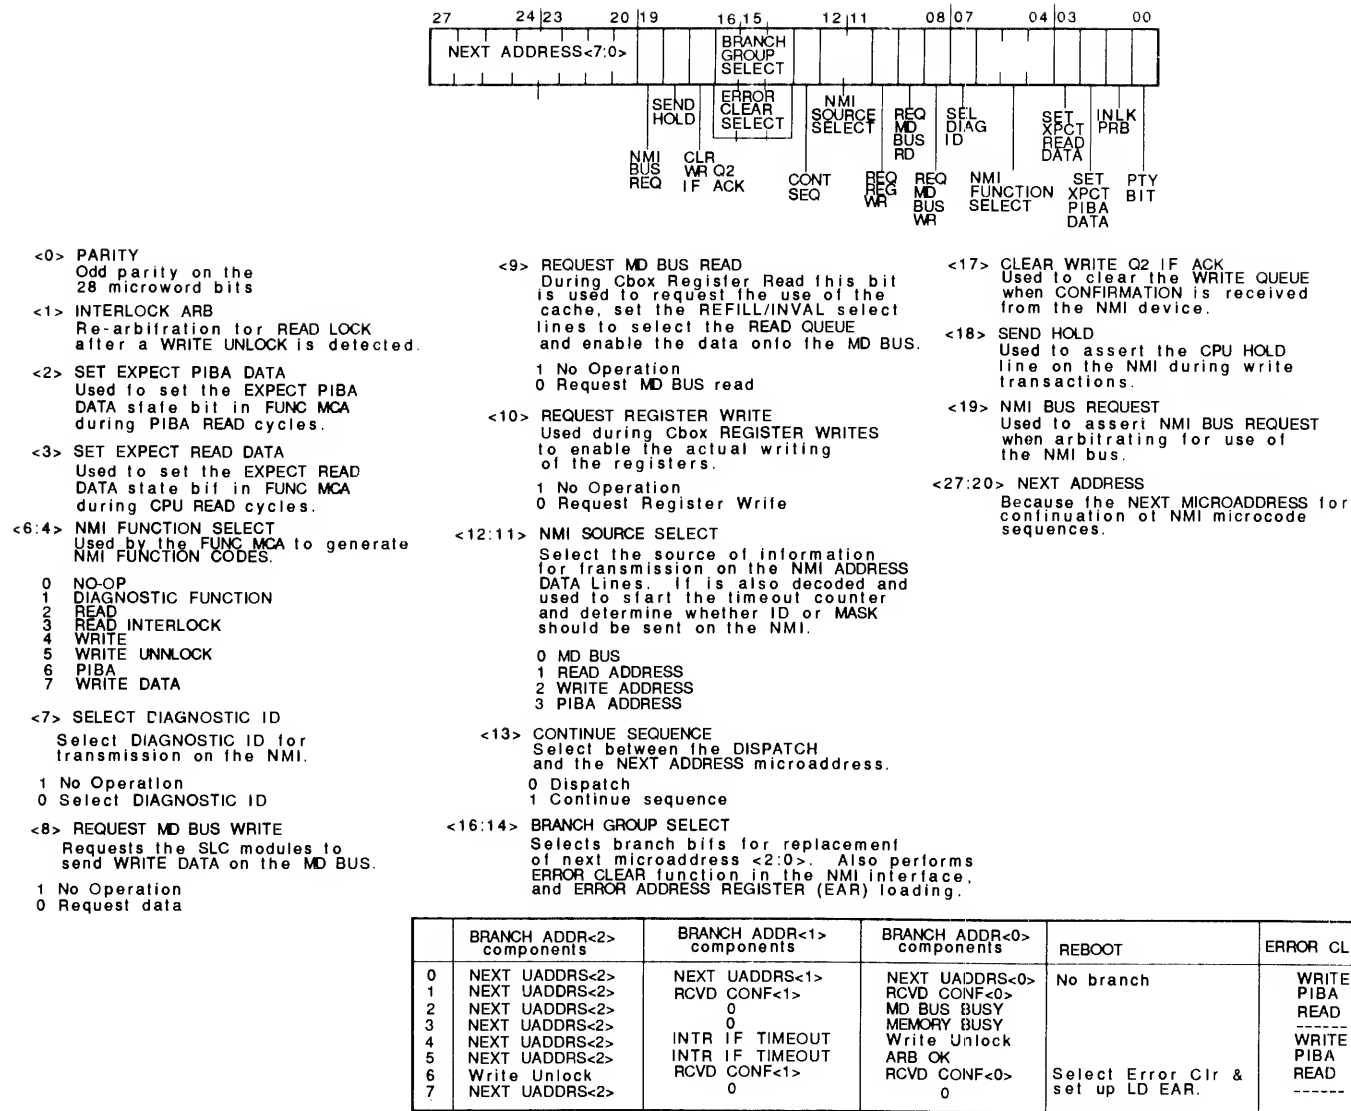 27 24 23 20 19 16 15 12 11 08 07 04 03 00
NEXT ADDRESS<7:0>
BRANCH
GROUP
SELECT
SEND
HOLD
ERROR
CLEAR
SELECT
NMI
SOURCE
SELECT
REQ
MD
BUS
RD
SEL
DIAG
ID
SET
XPCT
READ
DATA
INLK
PRB
NMI
BUS
REQ
CLR
WR Q2
IF ACK
CONT
SEQ
REQ
REG
WR
REQ
MD
BUS
WR
NMI
FUNCTION
SELECT
SET
XPCT
PIBA
DATA
PTY
BIT
<0> PARITY
Odd parity on the
28 microword bits
<1> INTERLOCK ARB
Re-arbitration for READ LOCK
after a WRITE UNLOCK is detected.
<2> SET EXPECT PIBA DATA
Used to set the EXPECT PIBA
DATA state bit in FUNC MCA
during PIBA READ cycles.
<3> SET EXPECT READ DATA
Used to set the EXPECT READ
DATA state bit in FUNC MCA
during CPU READ cycles.
<6:4> NMI FUNCTION SELECT
Used by the FUNC MCA to generate
NMI FUNCTION CODES.
0 NO-OP
1 DIAGNOSTIC FUNCTION
2 READ
3 READ INTERLOCK
4 WRITE
5 WRITE UNNLOCK
6 PIBA
7 WRITE DATA
<7> SELECT DIAGNOSTIC ID
Select DIAGNOSTIC ID for
transmission on the NMI.
1 No Operation
0 Select DIAGNOSTIC ID
<8> REQUEST MD BUS WRITE
Requests the SLC modules to
send WRITE DATA on the MD BUS.
1 No Operation
0 Request data
<9> REQUEST MD BUS READ
During Cbox Register Read this bit
is used to request the use of the
cache, set the REFILL/INVAL select
lines to select the READ QUEUE
and enable the data onto the MD BUS.
1 No Operation
0 Request MD BUS read
<10> REQUEST REGISTER WRITE
Used during Cbox REGISTER WRITES
to enable the actual writing
of the registers.
1 No Operation
0 Request Register Write
<12:11> NMI SOURCE SELECT
Select the source of information
for transmission on the NMI ADDRESS
DATA Lines. It is also decoded and
used to start the timeout counter
and determine whether ID or MASK
should be sent on the NMI.
0 MD BUS
1 READ ADDRESS
2 WRITE ADDRESS
3 PIBA ADDRESS
<13> CONTINUE SEQUENCE
Select between the DISPATCH
and the NEXT ADDRESS microaddress.
0 Dispatch
1 Continue sequence
<16:14> BRANCH GROUP SELECT
Selects branch bits for replacement
of next microaddress <2:0>. Also performs
ERROR CLEAR function in the NMI interface,
and ERROR ADDRESS REGISTER (EAR) loading.
<17> CLEAR WRITE Q2 IF ACK
Used to clear the WRITE QUEUE
when CONFIRMATION is received
from the NMI device.
<18> SEND HOLD
Used to assert the CPU HOLD
line on the NMI during write
transactions.
<19> NMI BUS REQUEST
Used to assert NMI BUS REQUEST
when arbitrating for use of
the NMI bus.
<27:20> NEXT ADDRESS
Because the NEXT MICROADDRESS for
continuation of NMI microcode
sequences.
BRANCH ADDR<2> components BRANCH ADDR<1> components BRANCH ADDR<0> components REBOOT ERROR CL
0 NEXT UADDRS<2> NEXT UADDRS<1> NEXT UADDRS<0> No branch WRITE
1 NEXT UADDRS<2> RCVD CONF<1> RCVD CONF<0> PIBA
2 NEXT UADDRS<2> 0 MD BUS BUSY READ
3 NEXT UADDRS<2> 0 MEMORY BUSY ------
4 NEXT UADDRS<2> INTR IF TIMEOUT Write Unlock WRITE
5 NEXT UADDRS<2> INTR IF TIMEOUT ARB OK PIBA
6 Write Unlock RCVD CONF<1> RCVD CONF<0> Select Error Clr & READ
7 NEXT UADDRS<2> 0 0 set up LD EAR. ------